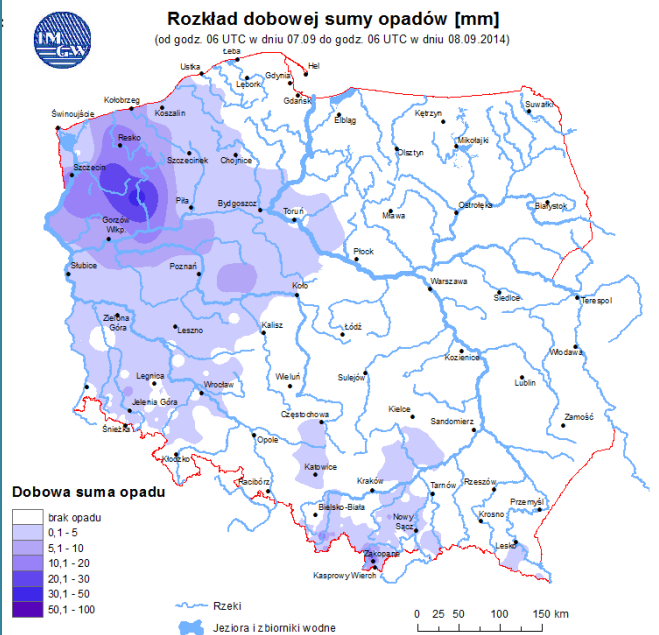 IM
GW
Rozkład dobowej sumy opadów [mm]
(od godz. 06 UTC w dniu 07.09 do godz. 06 UTC w dniu 08.09.2014)
Łeba
Ustka
Hel
Lębork
Gdynia
Gdańsk
Kołobrzeg
Koszalin
Świnoujście
Elbląg
Kętrzyn
Suwałki
Resko
Mikołajki
Olsztyn
Szczecinek
Chojnice
Szczecin
Piła
Bydgoszcz
Toruń
Mława
Ostrołęka
Białystok
Gorzów
Wlkp
Płock
Słubice
Poznań
Koło
Warszawa
Siedlce
Terespol
Zielona
Góra
Leszno
Kalisz
Łódź
Kozienice
Włodawa
Legnica
Wrocław
Wieluń
Sulejów
Lublin
Jelenia Góra
Śnieżka
Częstochowa
Kielce
Sandomierz
Zamość
Kłodzko
Opole
Katowice
Racibórz
Kraków
Tarnów
Rzeszów
Przemyśl
Bielsko-Biała
Nowy
Sącz
Krosno
Lesko
Zakopane
Kasprowy Wierch
Dobowa suma opadu
brak opadu
0,1 - 5
5,1 - 10
10,1 - 20
20,1 - 30
30,1 - 50
50,1 - 100
Rzeki
Jeziora i zbiorniki wodne
0 25 50 100 150 km